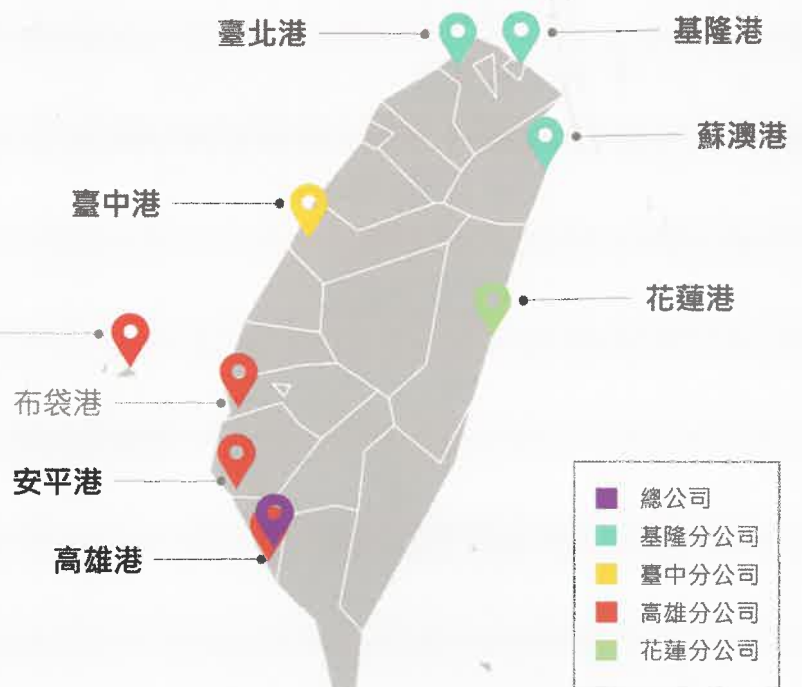 臺北港
基隆港
蘇澳港
臺中港
花蓮港
布袋港
安平港
高雄港
總公司
基隆分公司
臺中分公司
高雄分公司
花蓮分公司